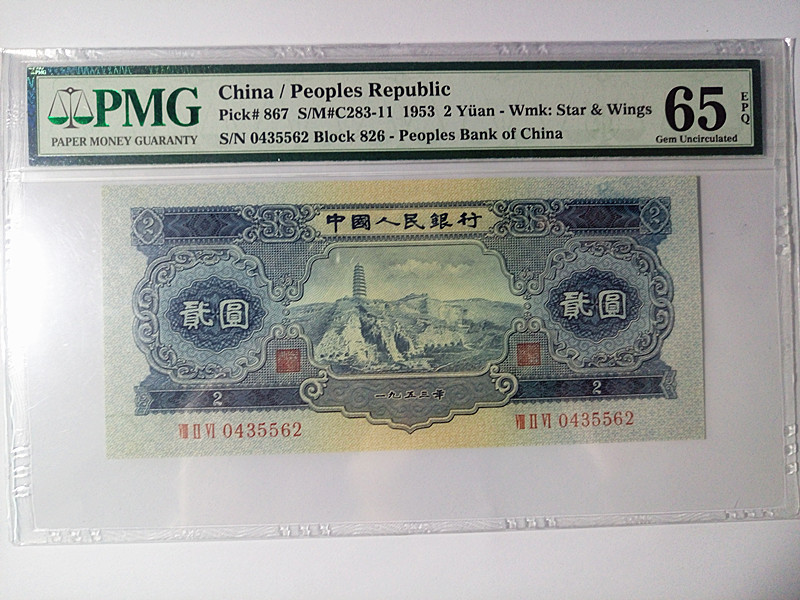 PMG
PAPER MONEY GUARANTY
China / Peoples Republic
Pick# 867 S/M#C283-11 1953 2 Yüan - Wmk: Star & Wings
S/N 0435562 Block 826 - Peoples Bank of China
65
EPQ
Gem Uncirculated
中國人民銀行
2
2
貳圓
貳圓
一九五三年
2
2
VIII II VI 0435562
VIII II VI 0435562